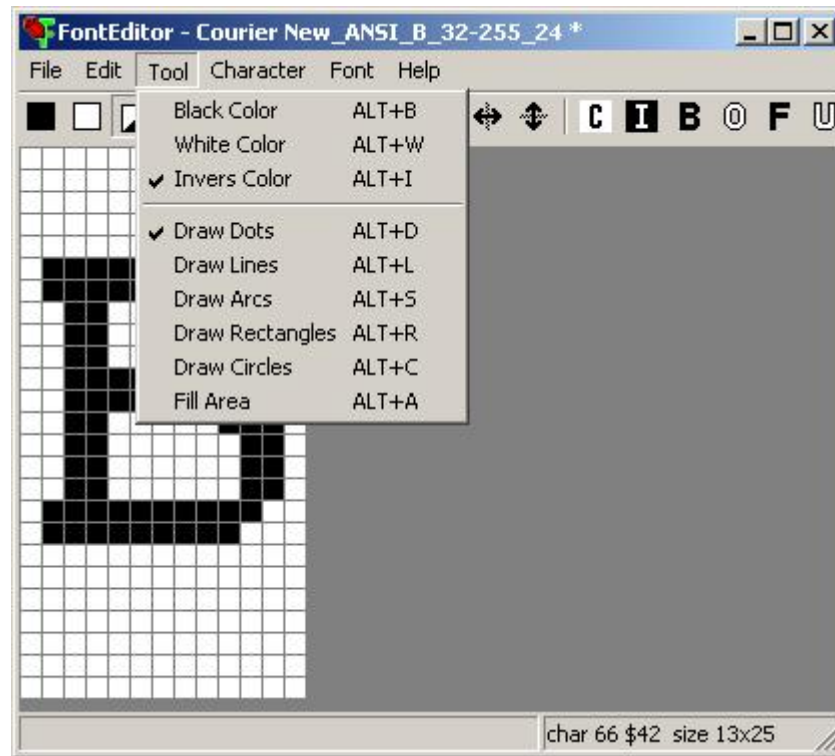 FontEditor - Courier New_ANSI_B_32-255_24 *
File Edit Tool Character Font Help
C I B O F U
Black Color ALT+B
White Color ALT+W
Invers Color ALT+I
Draw Dots ALT+D
Draw Lines ALT+L
Draw Arcs ALT+S
Draw Rectangles ALT+R
Draw Circles ALT+C
Fill Area ALT+A
char 66 $42 size 13x25